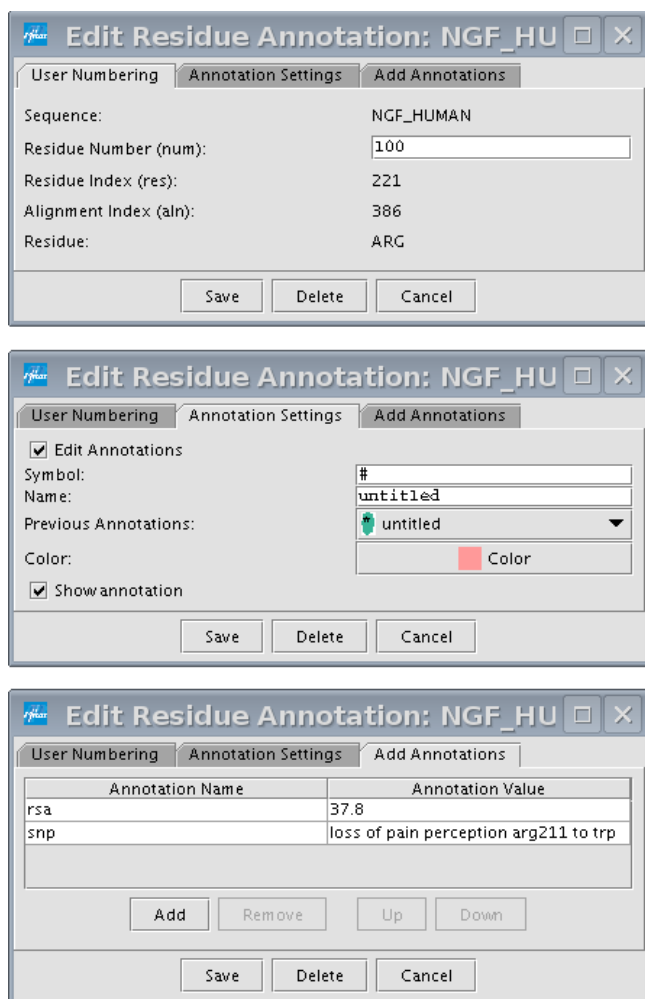 Edit Residue Annotation: NGF_HU
User Numbering Annotation Settings Add Annotations
Sequence: NGF_HUMAN
Residue Number (num): 100
Residue Index (res): 221
Alignment Index (aln): 386
Residue: ARG
Save Delete Cancel
Edit Residue Annotation: NGF_HU
User Numbering Annotation Settings Add Annotations
Edit Annotations
Symbol: #
Name: untitled
Previous Annotations: # untitled
Color: Color
Show annotation
Save Delete Cancel
Edit Residue Annotation: NGF_HU
User Numbering Annotation Settings Add Annotations
Annotation Name Annotation Value
rsa 37.8
snp loss of pain perception arg211 to trp
Add Remove Up Down
Save Delete Cancel